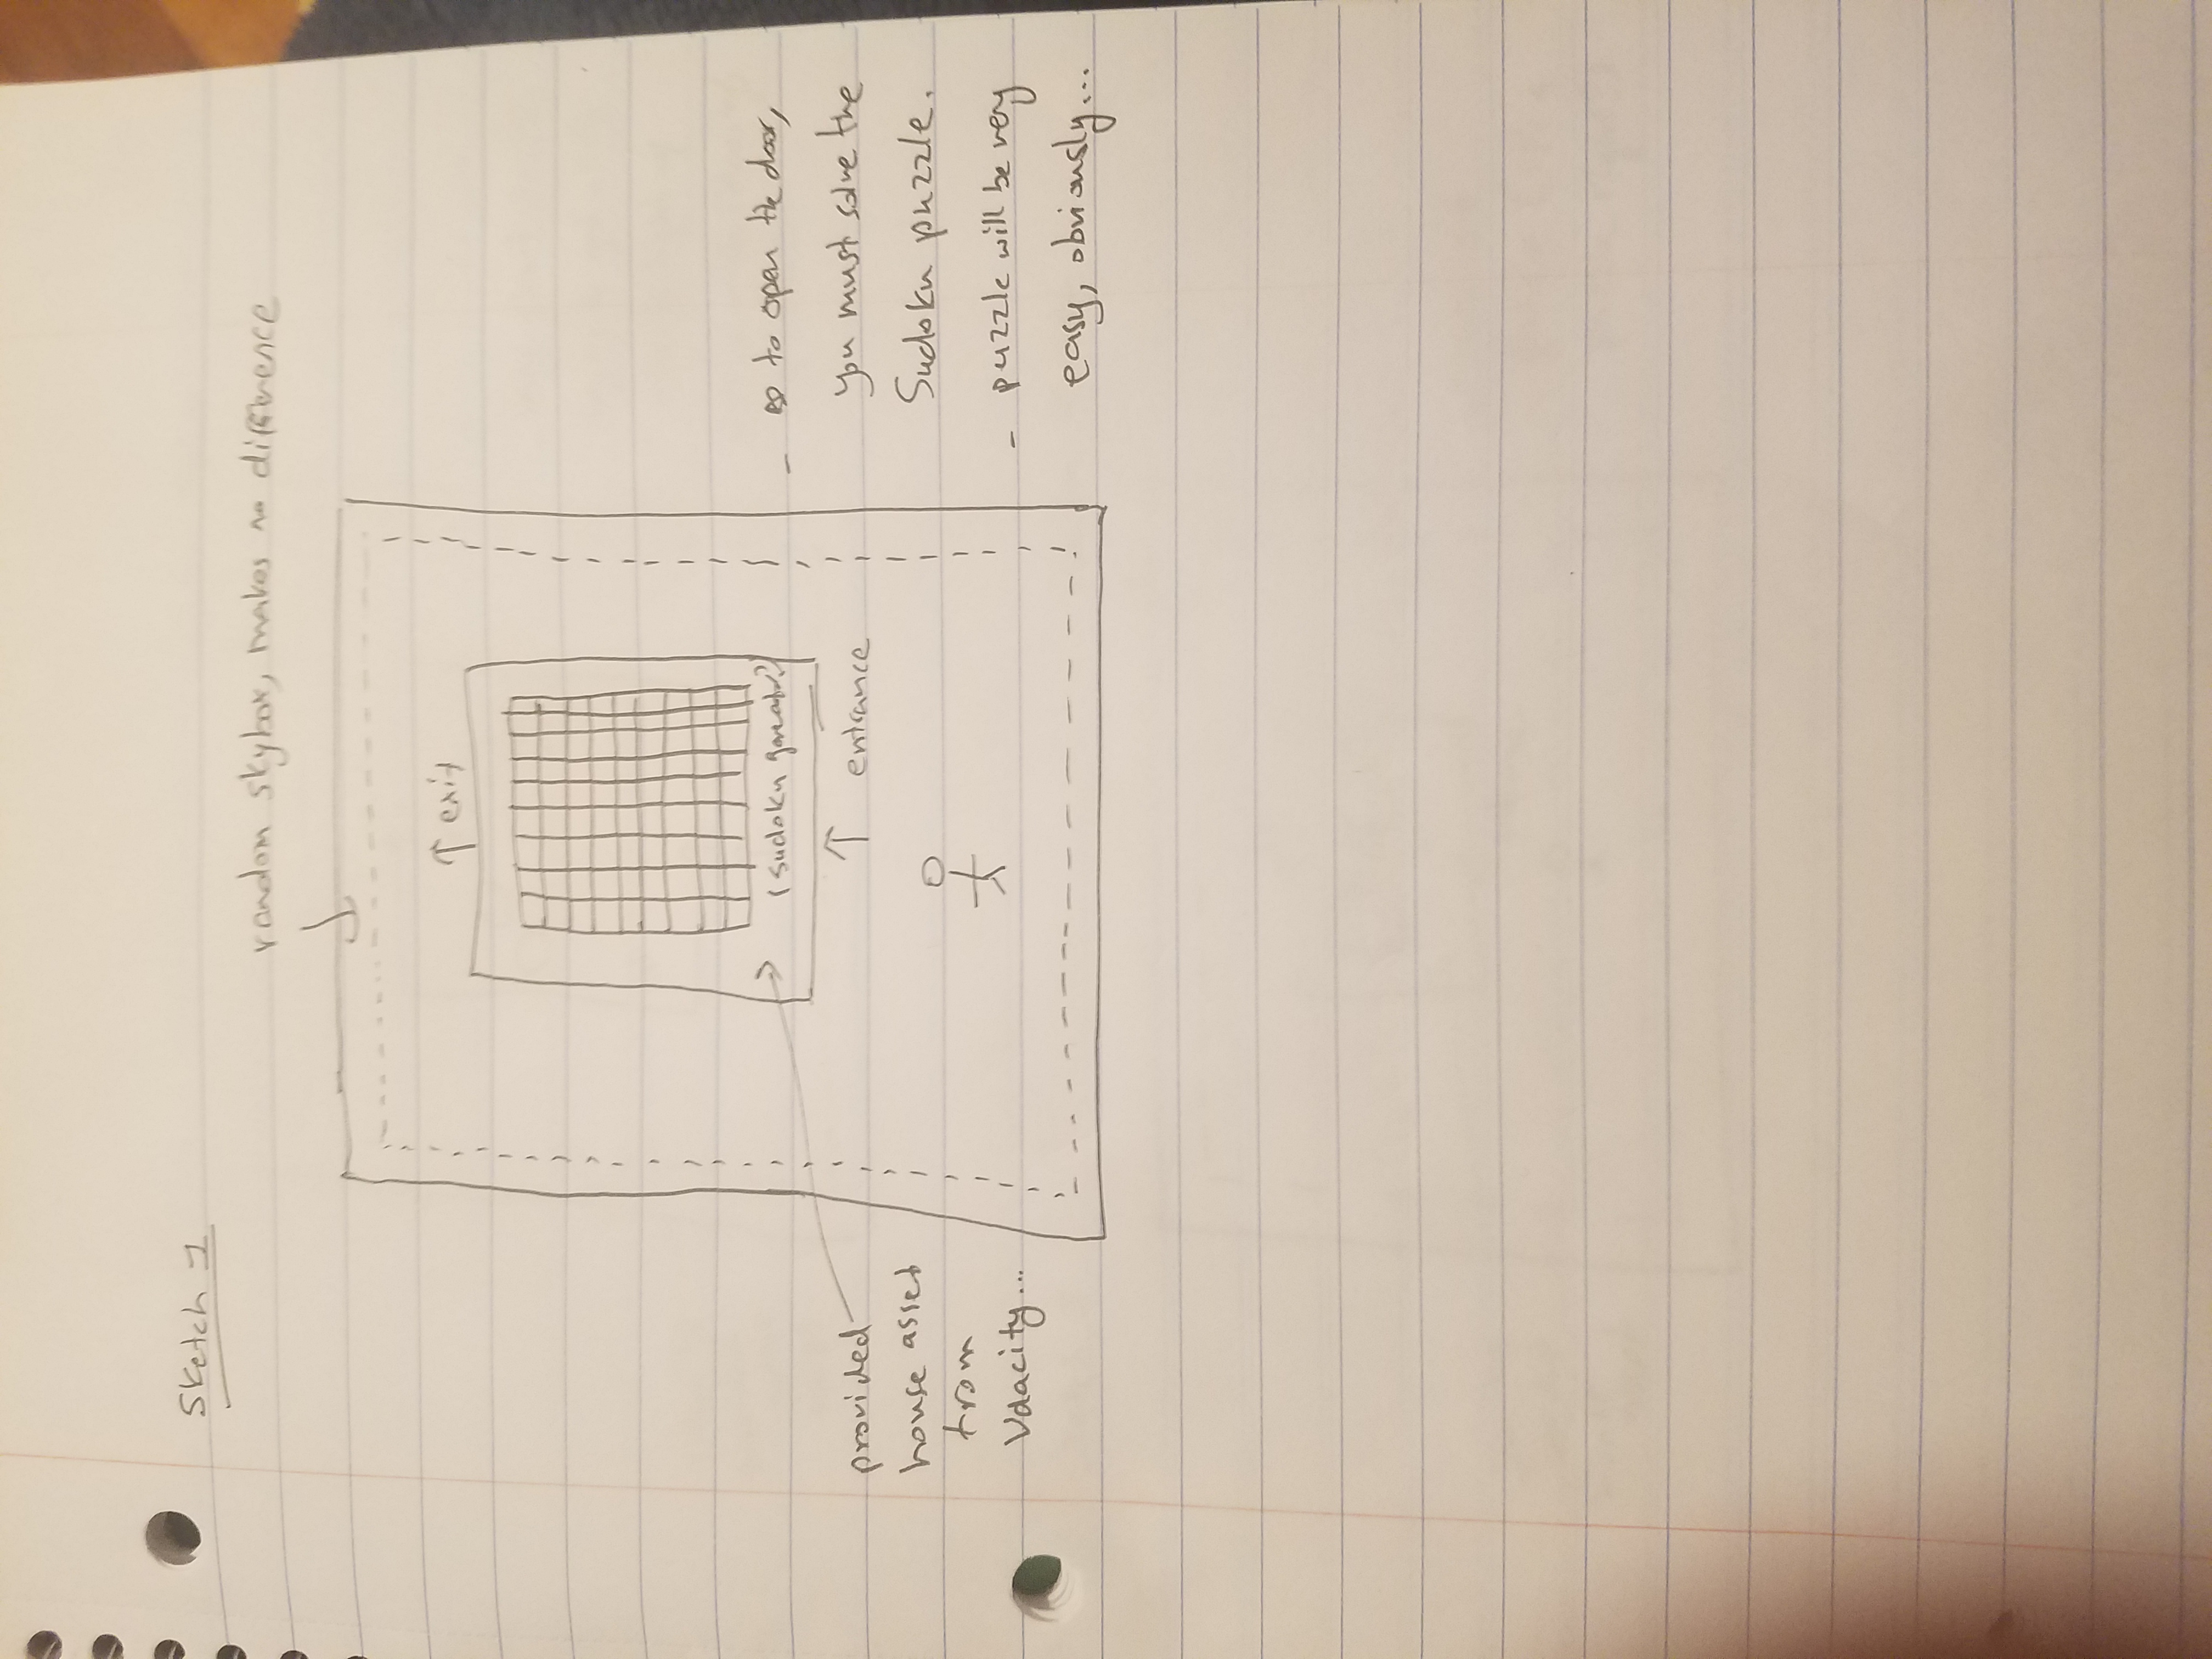 Sketch 1
random skybox, makes no difference
exit
(sudoku generator?)
entrance
provided
house asset
from
Udacity...
- to open the door,
you must solve the
Sudoku puzzle.
- puzzle will be very
easy, obviously...